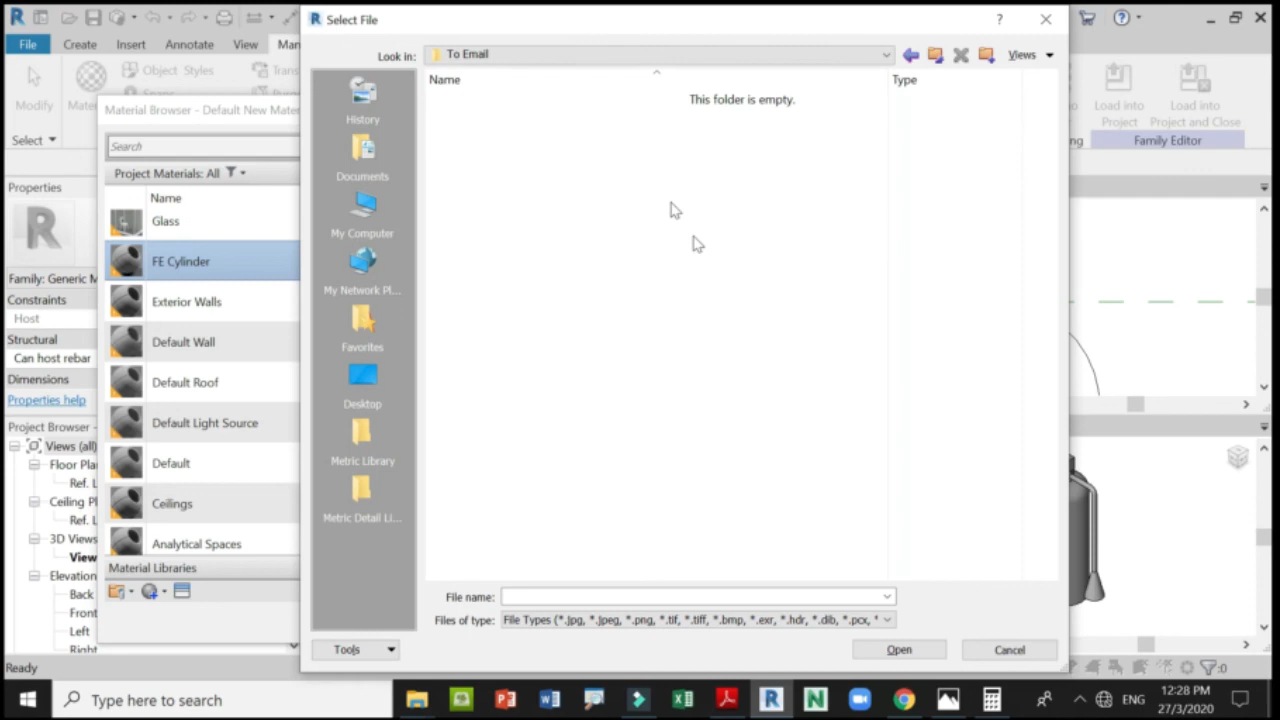 Select File
File
Create
Insert
Annotate
View
Man
Look in:
To Email
Views
Modify
Mater
Object Styles
Trans
Select
Load into
Project
Load into
Project and Close
ng
Family Editor
Material Browser - Default New Mater
Search
Project Materials: All
Name
Glass
FE Cylinder
Exterior Walls
Default Wall
Default Roof
Default Light Source
Default
Ceilings
Analytical Spaces
Material Libraries
Properties
Family: Generic M
Constraints
Host
Structural
Can host rebar
Dimensions
Properties help
Project Browser -
Views (all)
Floor Pla
Ref. L
Ceiling Pl
Ref. L
3D Views
View
Elevation
Back
Front
Left
Right
Name
Type
This folder is empty.
History
Documents
My Computer
My Network Pl...
Favorites
Desktop
Metric Library
Metric Detail Li...
File name:
Files of type:
File Types (*.jpg, *.jpeg, *.png, *.tif, *.tiff, *.bmp, *.exr, *.hdr, *.dib, *.pcx, *
Tools
Open
Cancel
Ready
:0
Type here to search
ENG
12:28 PM
27/3/2020